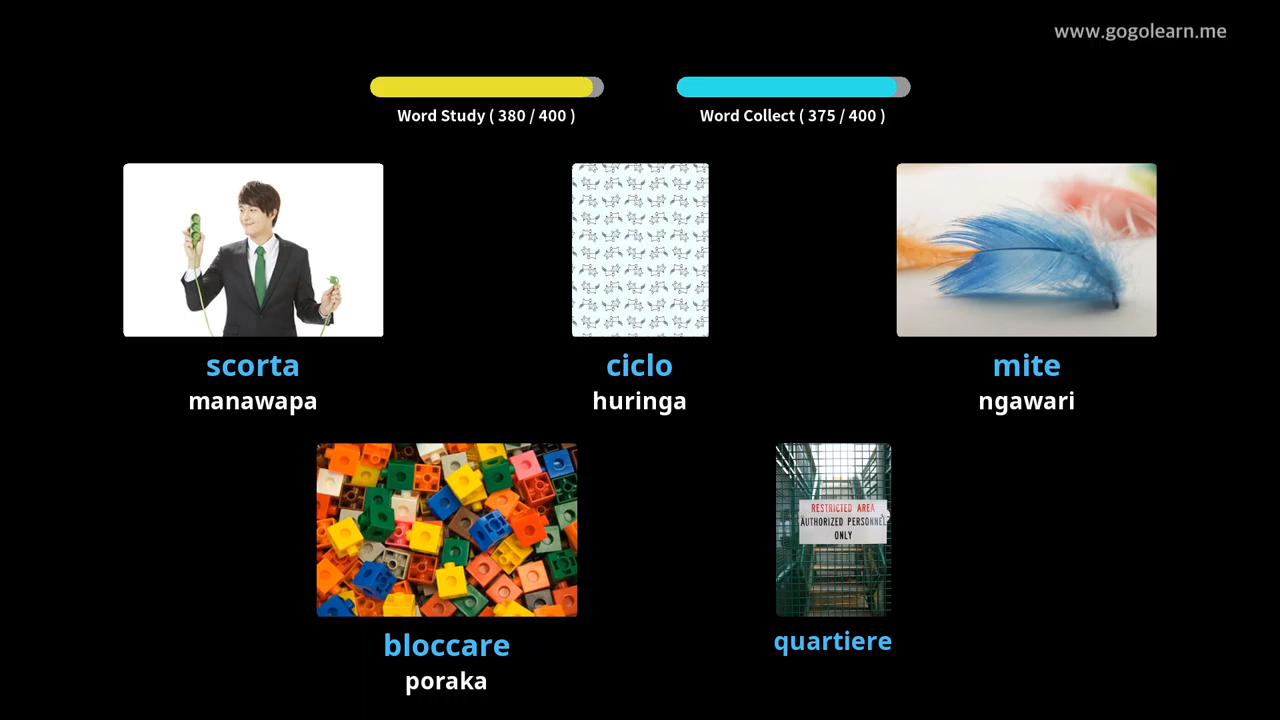 www.gogolearn.me
Word Study ( 380 / 400 )
Word Collect ( 375 / 400 )
scorta
manawapa
ciclo
huringa
mite
ngawari
RESTRICTED AREA
AUTHORIZED PERSONNEL
ONLY
bloccare
poraka
quartiere